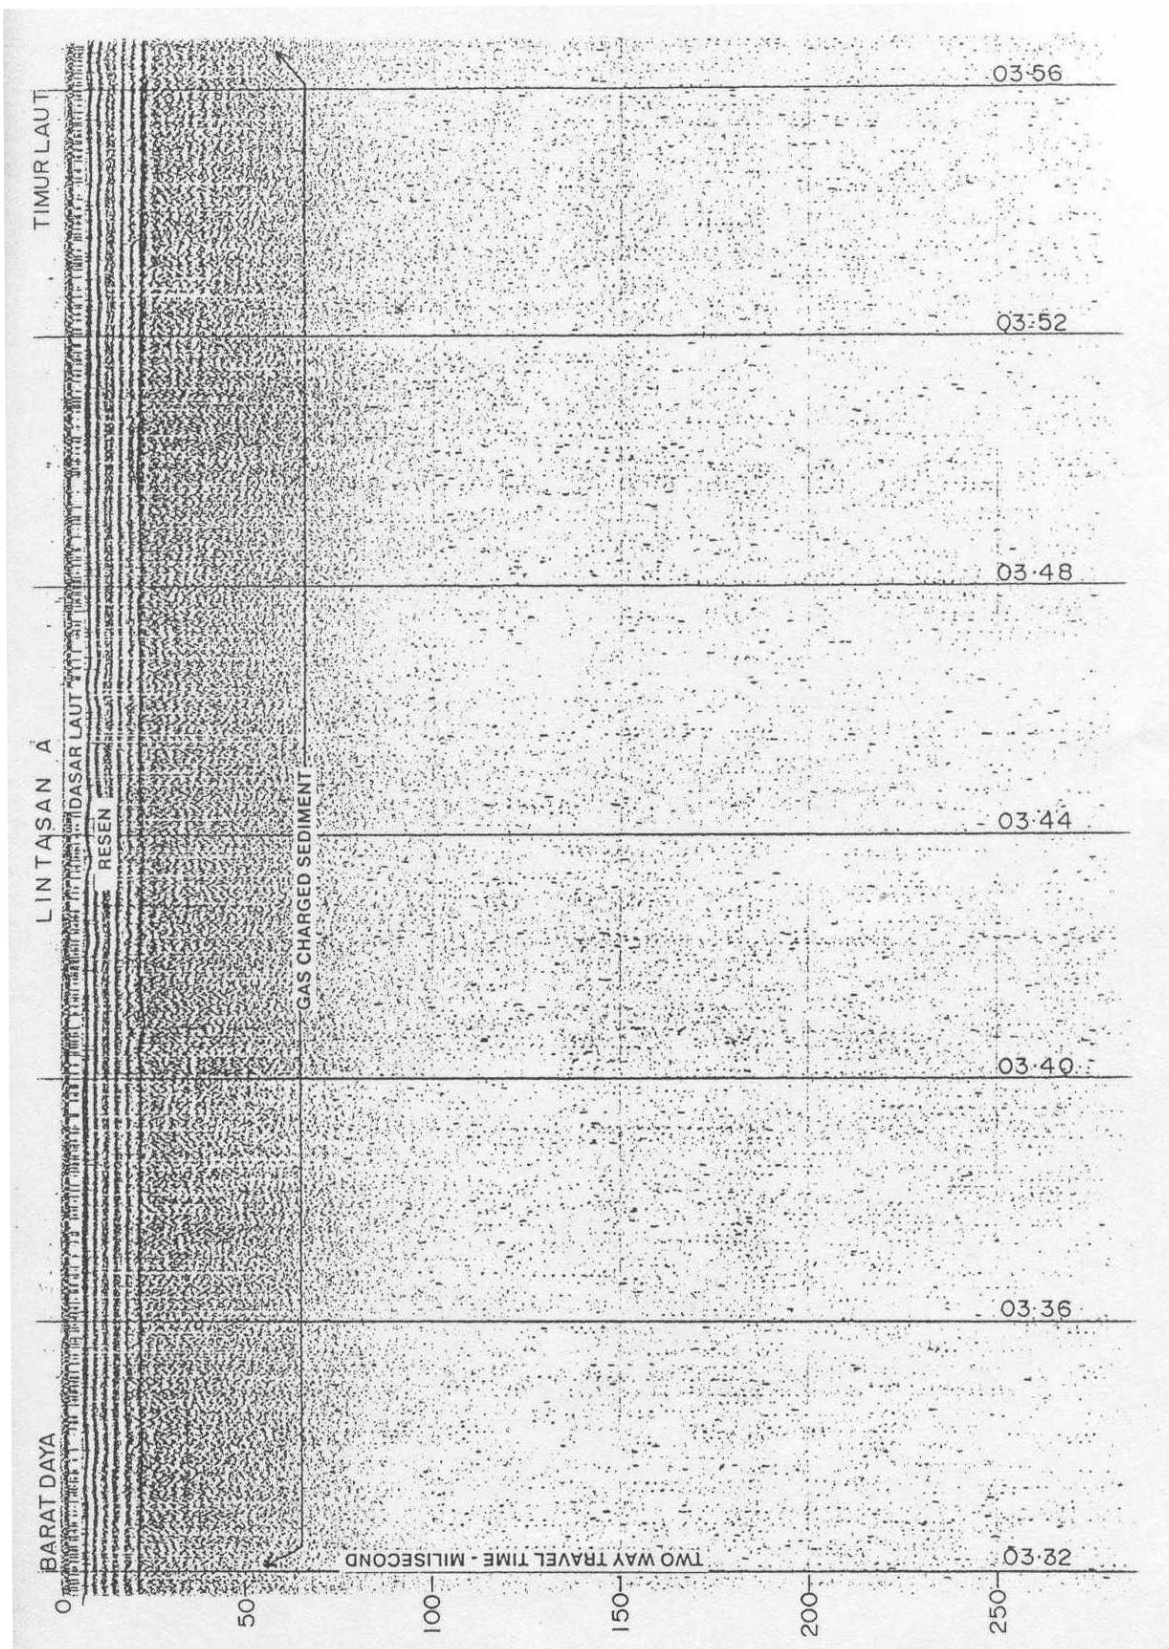 LINTASAN A
BARAT DAYA
TIMUR LAUT
0
DASAR LAUT
RESEN
50-
GAS CHARGED SEDIMENT
TWO WAY TRAVEL TIME - MILISECOND
100-
150-
200-
250-
03·32
03·36
03·40
03·44
03·48
03·52
03·56